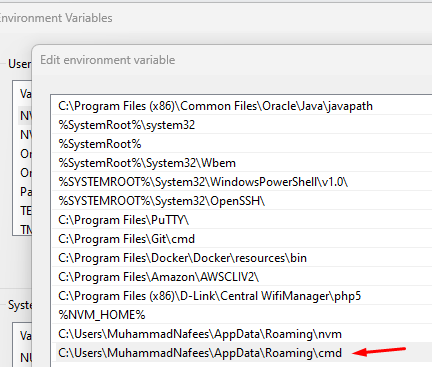 Environment Variables
Edit environment variable
User
Va
NV
NV
Or
Or
Pa
TE
TM
C:\Program Files (x86)\Common Files\Oracle\Java\javapath
%SystemRoot%\system32
%SystemRoot%
%SystemRoot%\System32\Wbem
%SYSTEMROOT%\System32\WindowsPowerShell\v1.0\
%SYSTEMROOT%\System32\OpenSSH\
C:\Program Files\PuTTY\
C:\Program Files\Git\cmd
C:\Program Files\Docker\Docker\resources\bin
C:\Program Files\Amazon\AWSCLIV2\
C:\Program Files (x86)\D-Link\Central WifiManager\php5
%NVM_HOME%
C:\Users\MuhammadNafees\AppData\Roaming\nvm
C:\Users\MuhammadNafees\AppData\Roaming\cmd
Syste
Va
NU